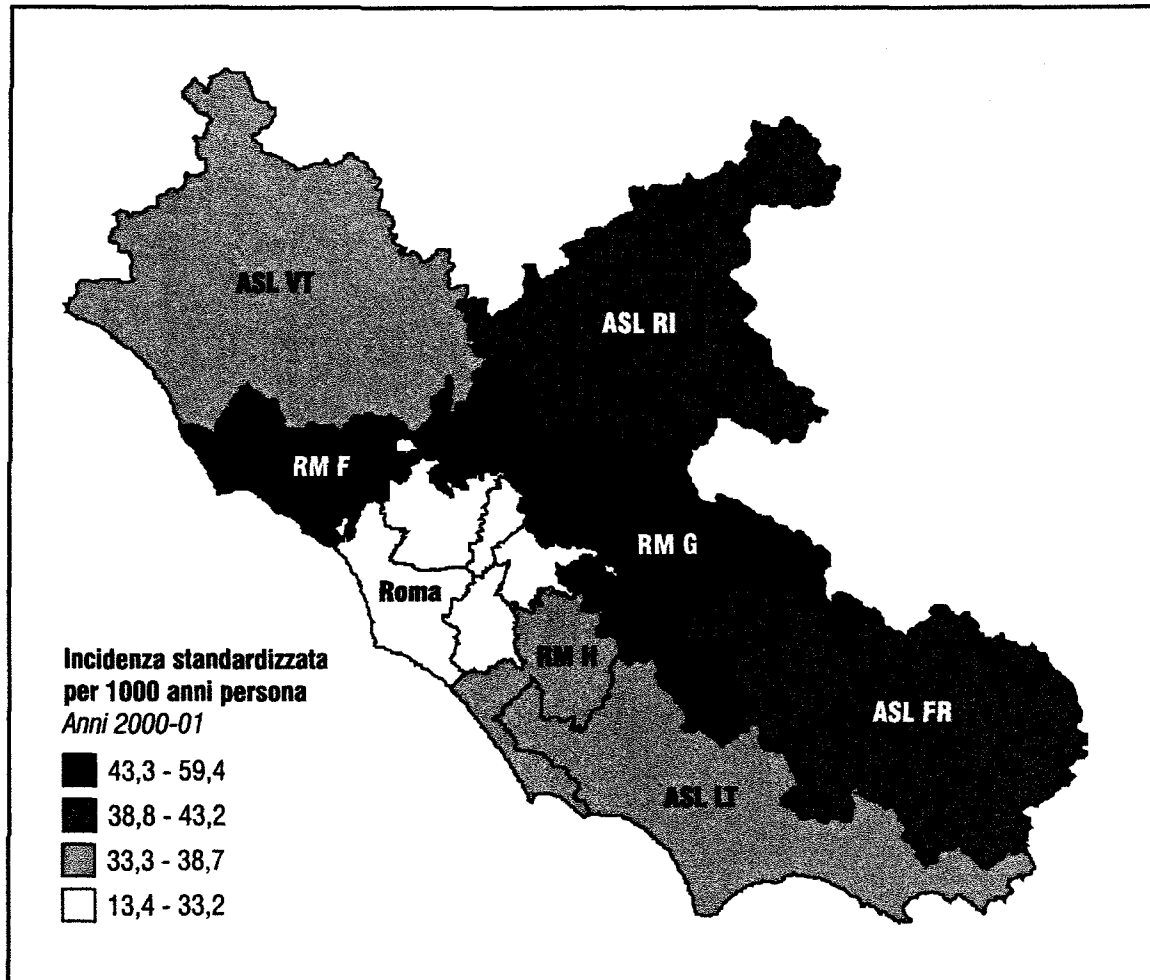 ASL VT
ASL RI
RM F
RM G
Roma
RM H
ASL FR
ASL LT
Incidenza standardizzata
per 1000 anni persona
Anni 2000-01
43,3 - 59,4
38,8 - 43,2
33,3 - 38,7
13,4 - 33,2